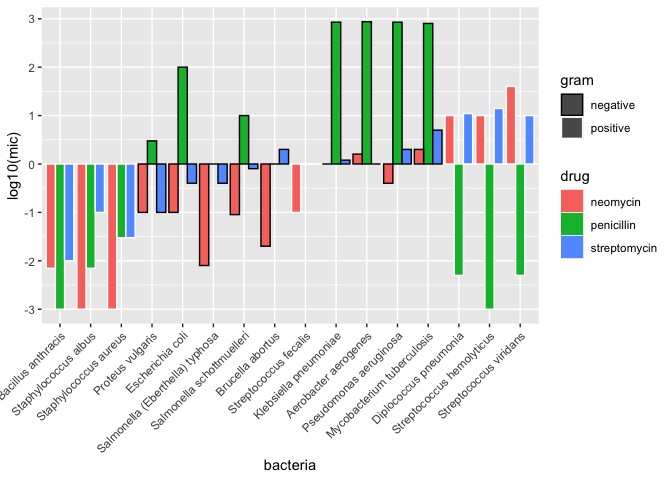 3
2
1
0
-1
-2
-3
log10(mic)
Bacillus anthracis
Staphylococcus albus
Staphylococcus aureus
Proteus vulgaris
Escherichia coli
Salmonella (Eberthella) typhosa
Salmonella schottmuelleri
Brucella abortus
Streptococcus fecalis
Klebsiella pneumoniae
Aerobacter aerogenes
Pseudomonas aeruginosa
Mycobacterium tuberculosis
Diplococcus pneumonia
Streptococcus hemolyticus
Streptococcus viridans
bacteria
gram
negative
positive
drug
neomycin
penicillin
streptomycin